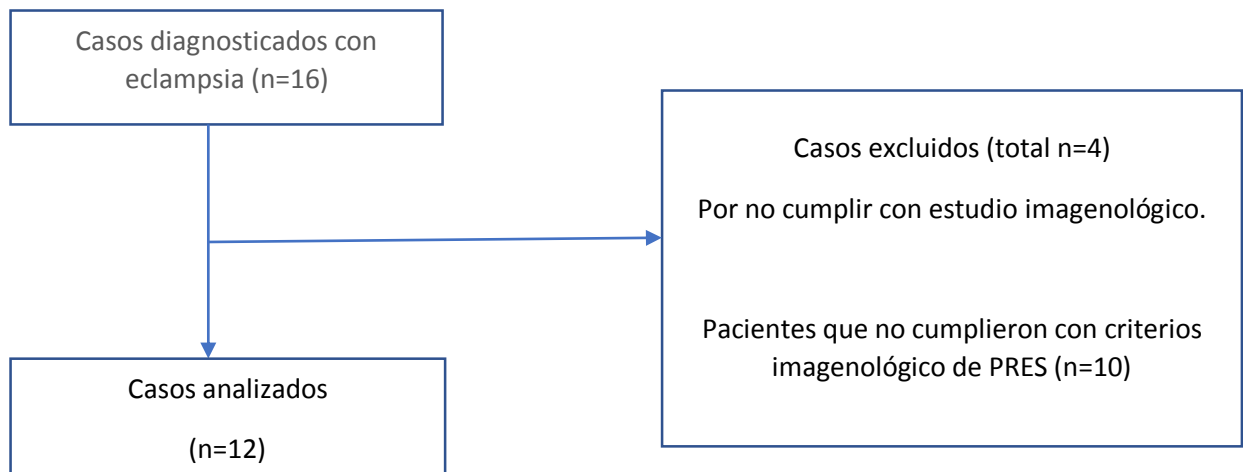 Casos diagnosticados con
eclampsia (n=16)
Casos excluidos (total n=4)
Por no cumplir con estudio imagenológico.
Pacientes que no cumplieron con criterios
imagenológico de PRES (n=10)
Casos analizados
(n=12)